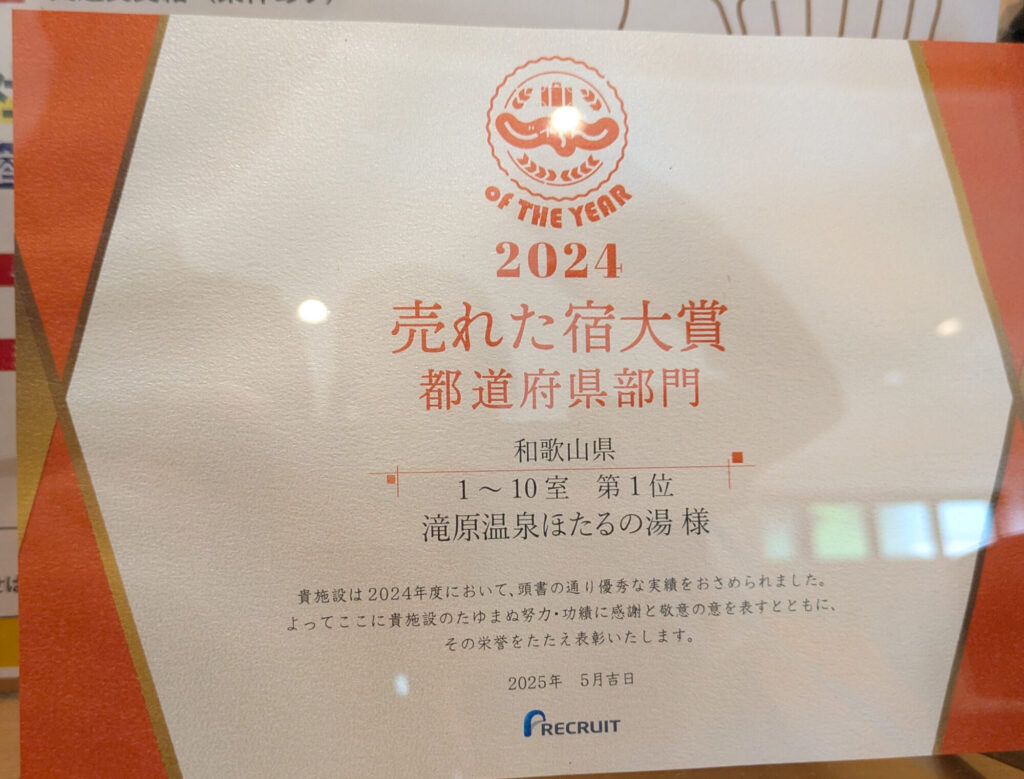 OF THE YEAR
2024
売れた宿大賞
都道府県部門
和歌山県
1～10室 第1位
滝原温泉ほたるの湯 様
貴施設は2024年度において、頭書の通り優秀な実績をおさめられました。
よってここに貴施設のたゆまぬ努力・功績に感謝と敬意の意を表すとともに、
その栄誉をたたえ表彰いたします。
2025年 5月吉日
RECRUIT